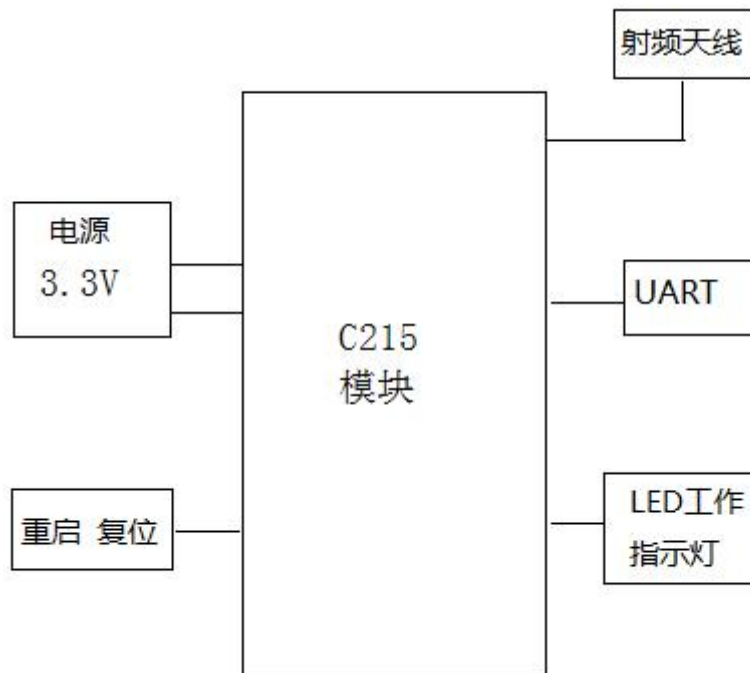 射频天线
电源
3.3V
UART
C215
模块
重启 复位
LED工作
指示灯